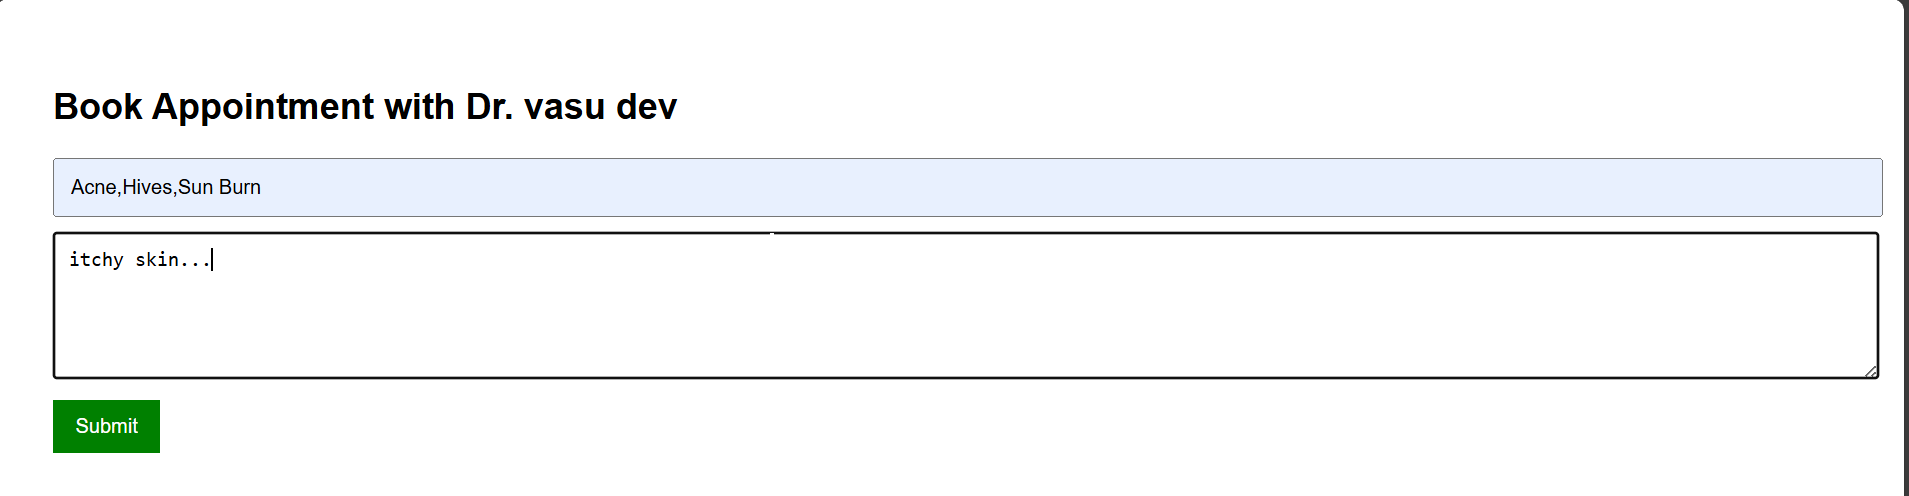 Book Appointment with Dr. vasu dev
Acne,Hives,Sun Burn
itchy skin...
Submit